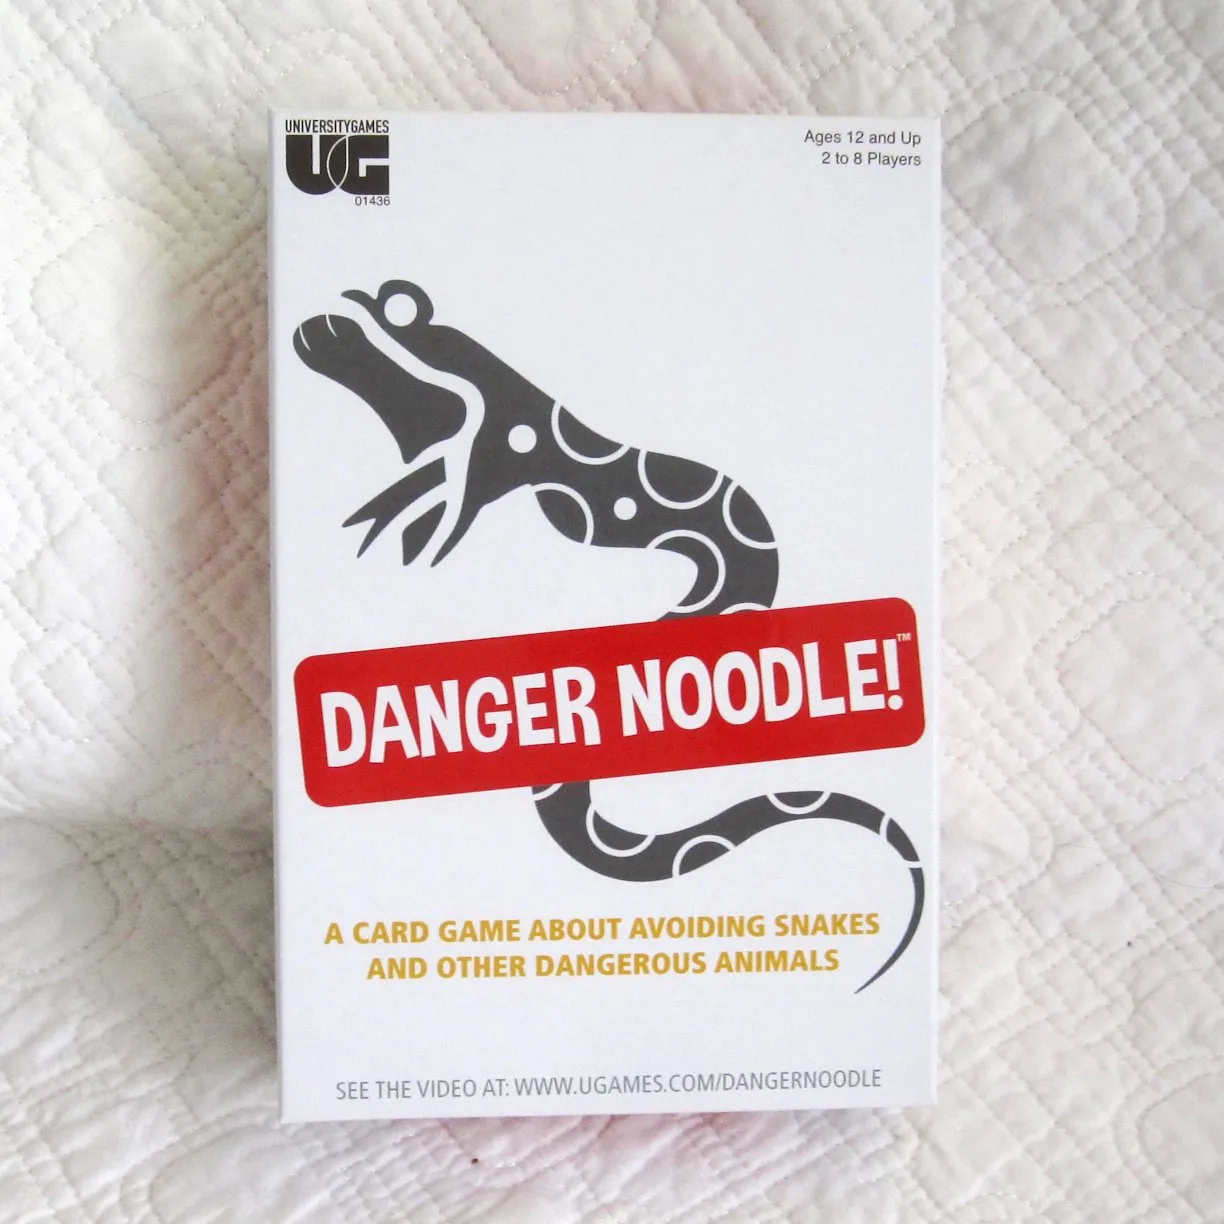 UNIVERSITYGAMES
UG
01436
Ages 12 and Up
2 to 8 Players
DANGER NOODLE!™
A CARD GAME ABOUT AVOIDING SNAKES
AND OTHER DANGEROUS ANIMALS
SEE THE VIDEO AT: WWW.UGAMES.COM/DANGERNOODLE